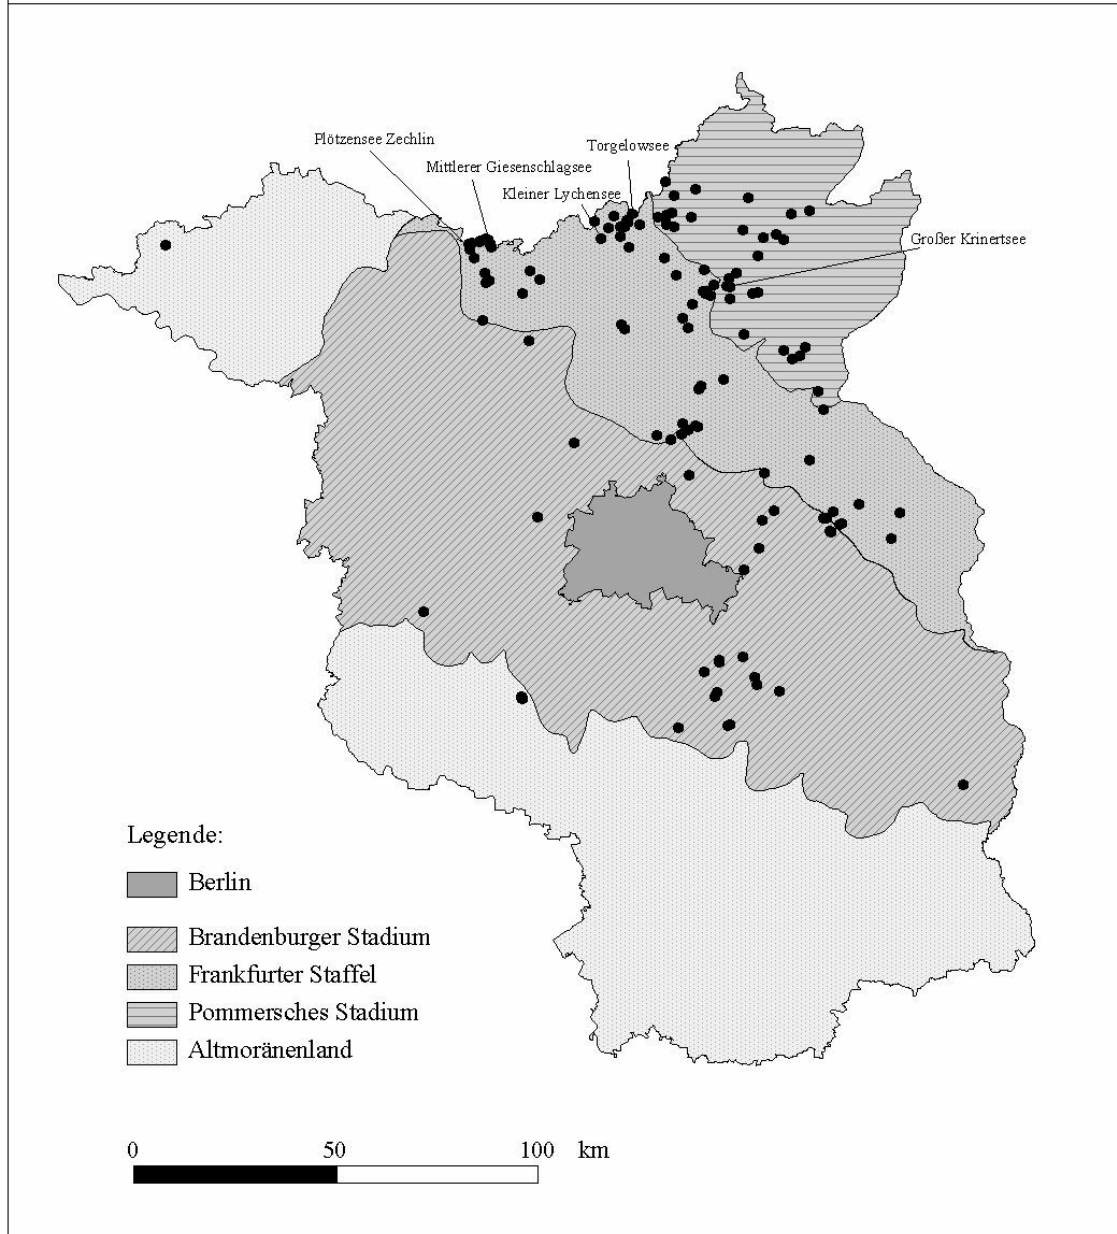 Plötzensee Zechlin
Torgelowsee
Mittlerer Giesenschlagsee
Kleiner Lychensee
Großer Krinertsee
Legende:
Berlin
Brandenburger Stadium
Frankfurter Staffel
Pommersches Stadium
Altmoränenland
0 50 100 km